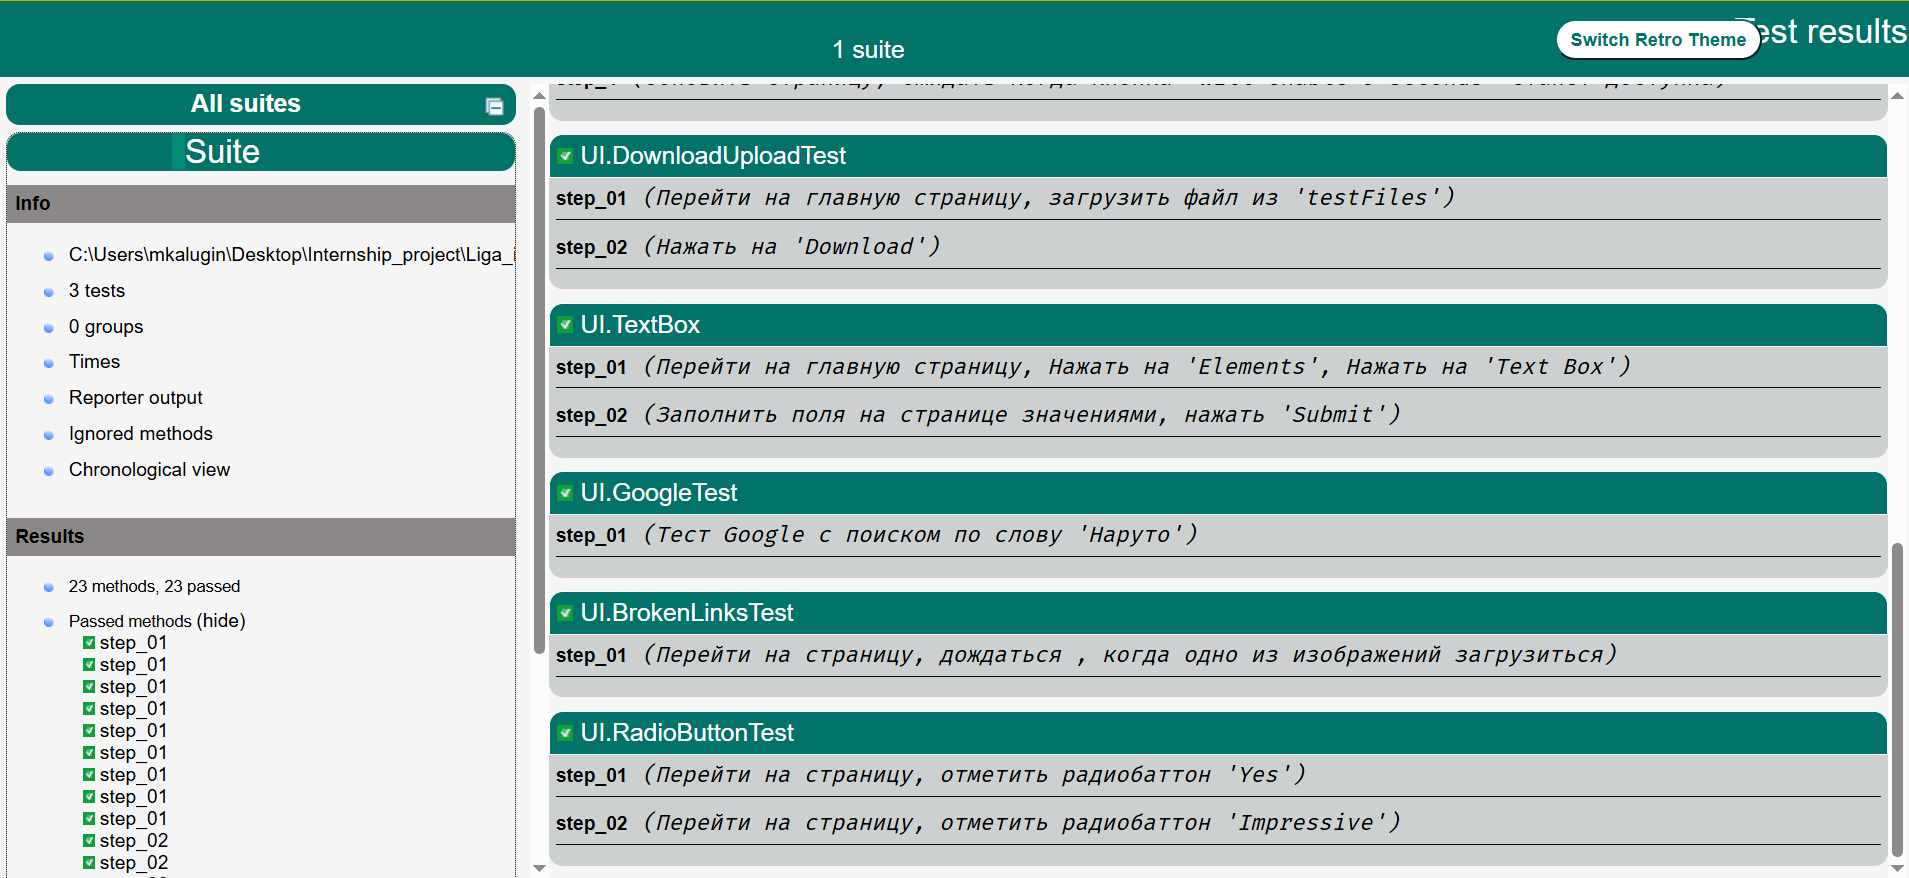 1 suite
Switch Retro Theme
est results
All suites
Suite
Info
C:\Users\mkalugin\Desktop\Internship_project\Liga_
3 tests
0 groups
Times
Reporter output
Ignored methods
Chronological view
Results
23 methods, 23 passed
Passed methods (hide)
step_01
step_01
step_01
step_01
step_01
step_01
step_01
step_01
step_01
step_02
step_02
UI.DownloadUploadTest
step_01 (Перейти на главную страницу, загрузить файл из 'testFiles')
step_02 (Нажать на 'Download')
UI.TextBox
step_01 (Перейти на главную страницу, Нажать на 'Elements', Нажать на 'Text Box')
step_02 (Заполнить поля на странице значениями, нажать 'Submit')
UI.GoogleTest
step_01 (Тест Google с поиском по слову 'Наруто')
UI.BrokenLinksTest
step_01 (Перейти на страницу, дождаться , когда одно из изображений загрузиться)
UI.RadioButtonTest
step_01 (Перейти на страницу, отметить радиобаттон 'Yes')
step_02 (Перейти на страницу, отметить радиобаттон 'Impressive')